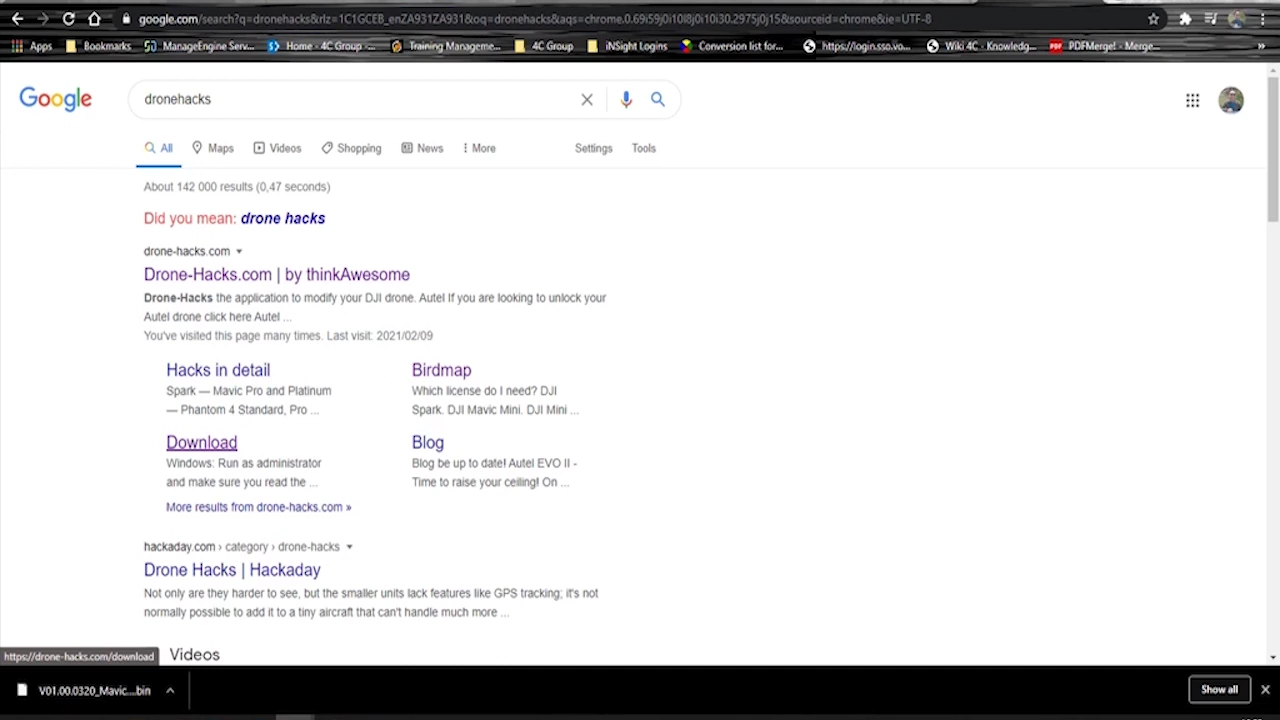 google.com/search?q=dronehacks&rlz=1C1GCEB_enZA931ZA931&oq=dronehacks&aqs=chrome.0.69i59j0i10l8j0i10i30.2975j0j15&sourceid=chrome&ie=UTF-8
Apps Bookmarks ManageEngine Serv... Home - 4C Group -... Training Manageme... 4C Group iNSight Logins Conversion list for... https://login.sso.vo... Wiki 4C - Knowledg... PDF PDFMerge! - Merge... »
Google dronehacks
All Maps Videos Shopping News More Settings Tools
About 142 000 results (0,47 seconds)
Did you mean: drone hacks
drone-hacks.com
Drone-Hacks.com | by thinkAwesome
Drone-Hacks the application to modify your DJI drone. Autel If you are looking to unlock your
Autel drone click here Autel ...
You've visited this page many times. Last visit: 2021/02/09
Hacks in detail
Spark — Mavic Pro and Platinum
— Phantom 4 Standard, Pro ...
Birdmap
Which license do I need? DJI
Spark. DJI Mavic Mini. DJI Mini ...
Download
Windows: Run as administrator
and make sure you read the ...
Blog
Blog be up to date! Autel EVO II -
Time to raise your ceiling! On ...
More results from drone-hacks.com »
hackaday.com › category › drone-hacks
Drone Hacks | Hackaday
Not only are they harder to see, but the smaller units lack features like GPS tracking; it's not
normally possible to add it to a tiny aircraft that can't handle much more ...
Videos
https://drone-hacks.com/download
V01.00.0320_Mavic....bin
Show all